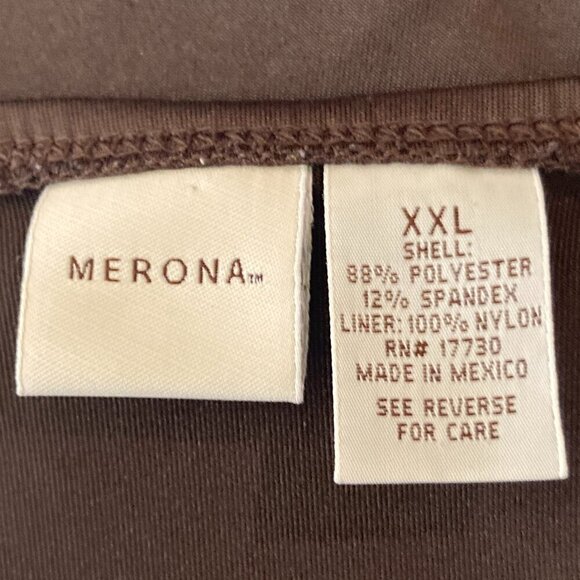 MERONA™
XXL
SHELL:
88% POLYESTER
12% SPANDEX
LINER: 100% NYLON
RN# 17730
MADE IN MEXICO
SEE REVERSE
FOR CARE